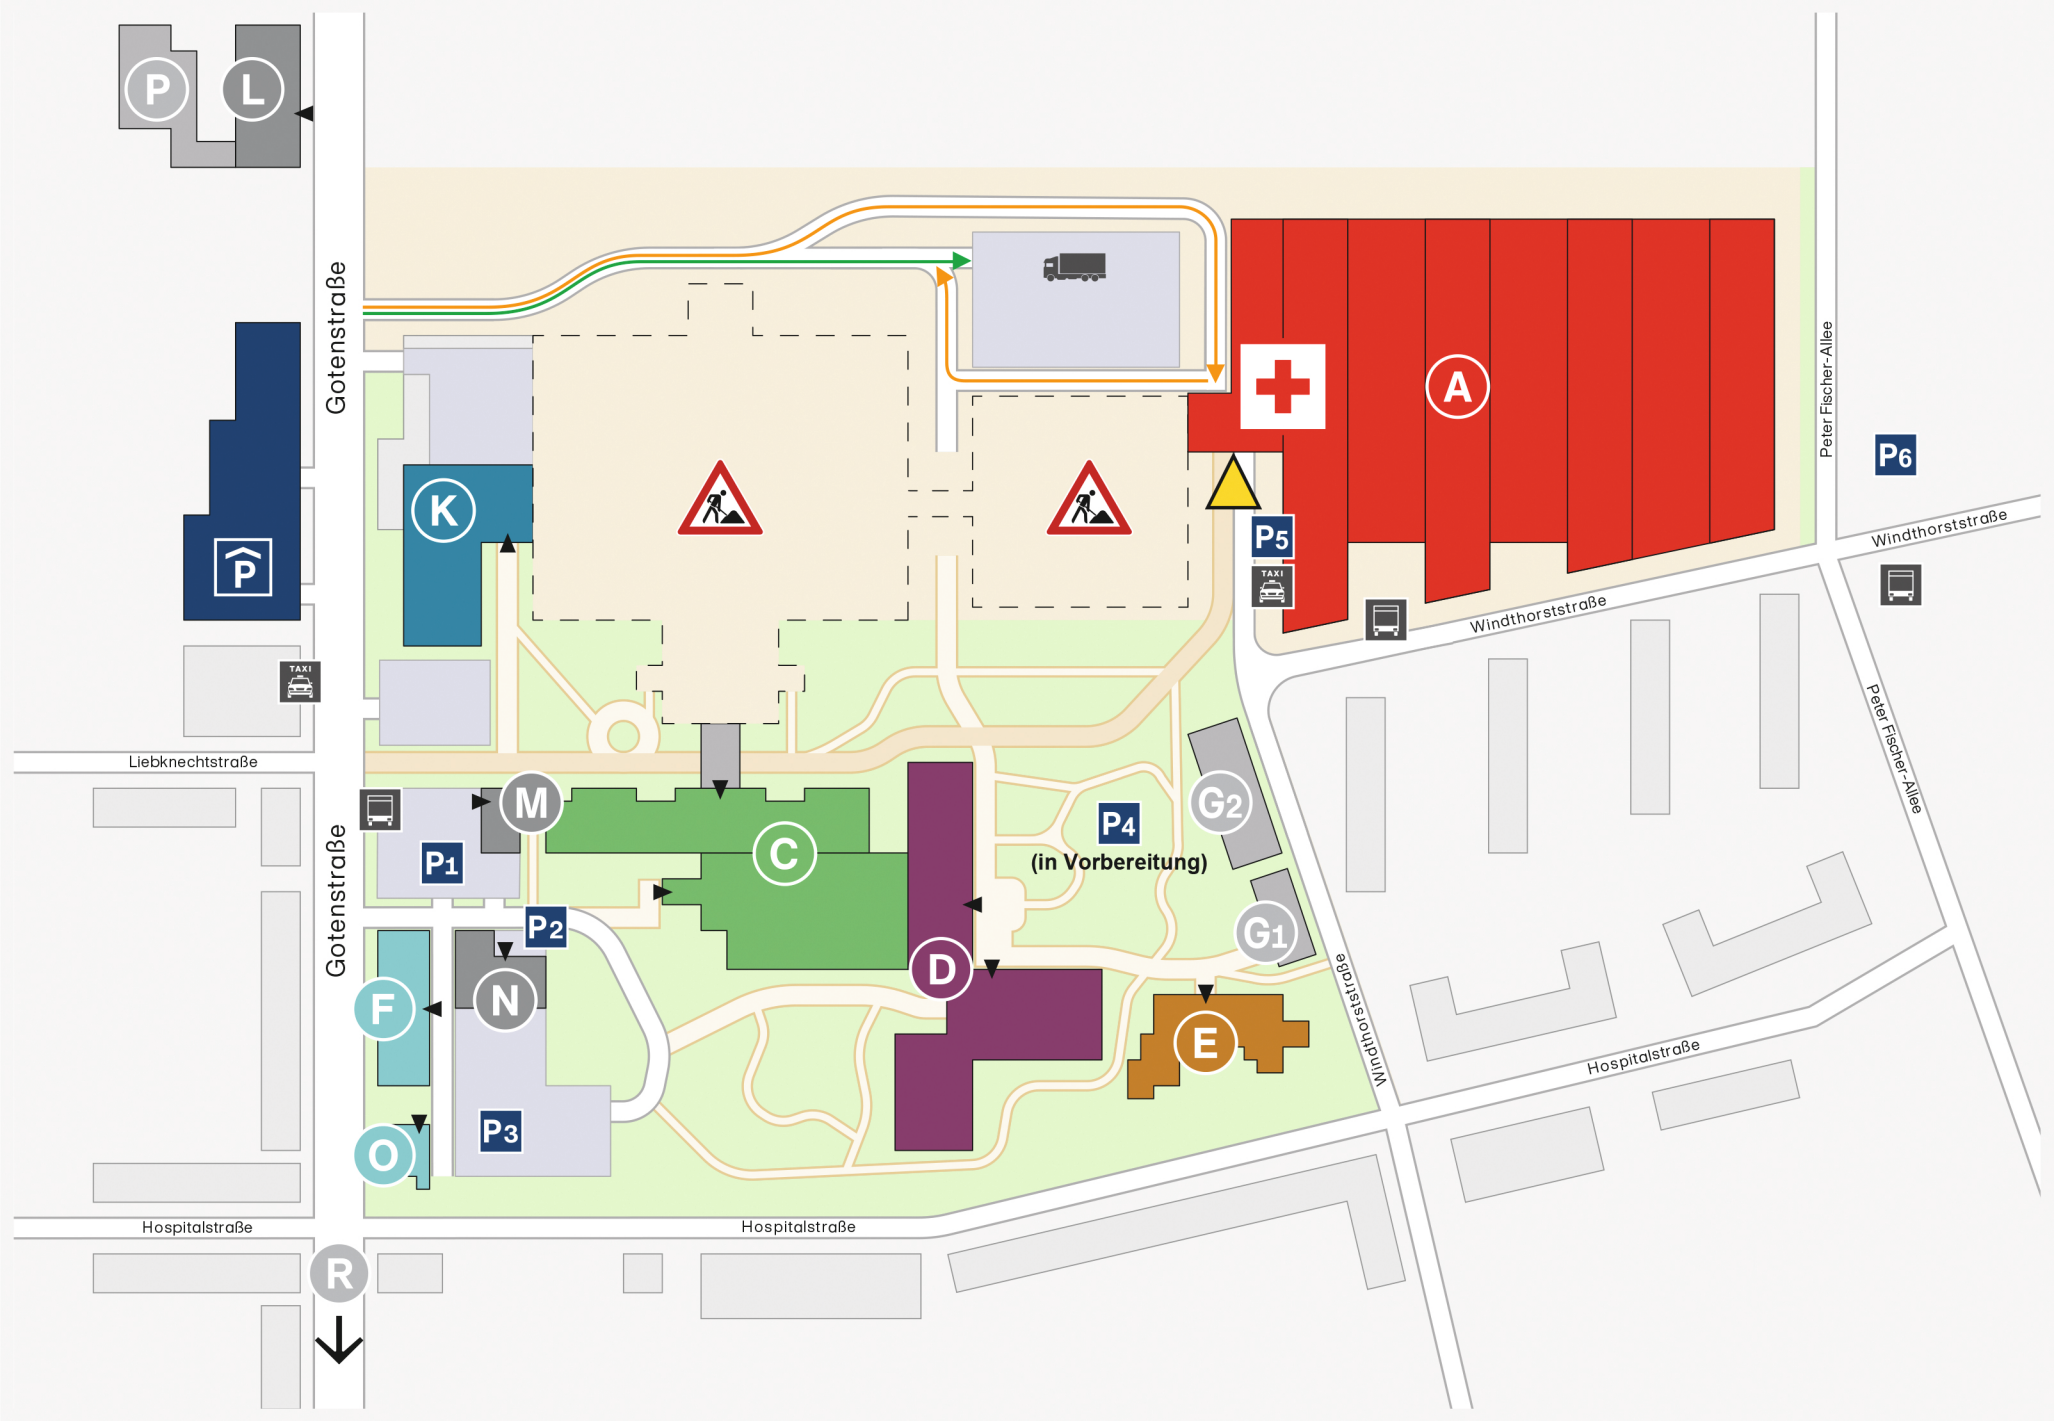 P
L
Gotenstraße
A
Peter Fischer-Allee
P6
K
P5
Windthorststraße
P
TAXI
Windthorststraße
TAXI
Liebknechtstraße
Peter Fischer-Allee
M
G2
P4
(in Vorbereitung)
C
P1
Gotenstraße
P2
G1
D
F
N
E
Windthorststraße
Hospitalstraße
P3
O
Hospitalstraße
Hospitalstraße
R